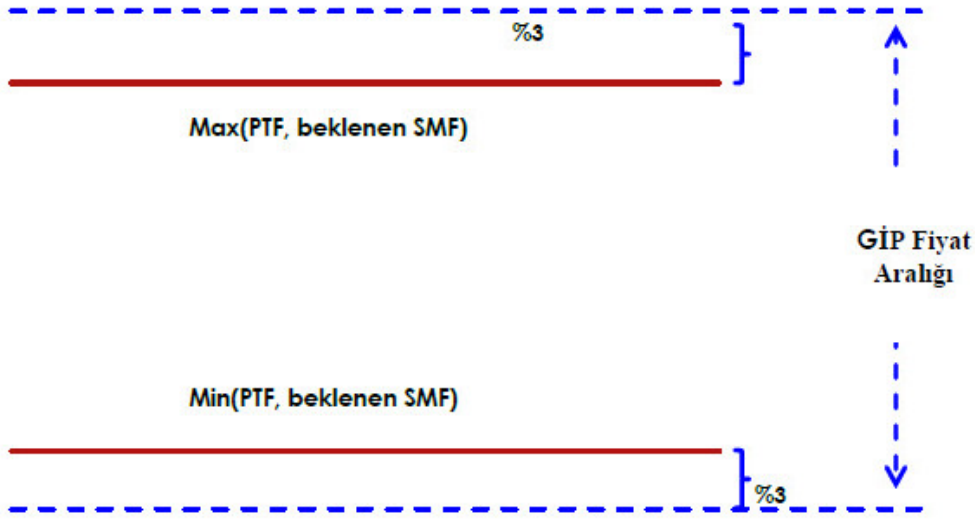 %3
Max(PTF, beklenen SMF)
GİP Fiyat
Aralığı
Min(PTF, beklenen SMF)
%3